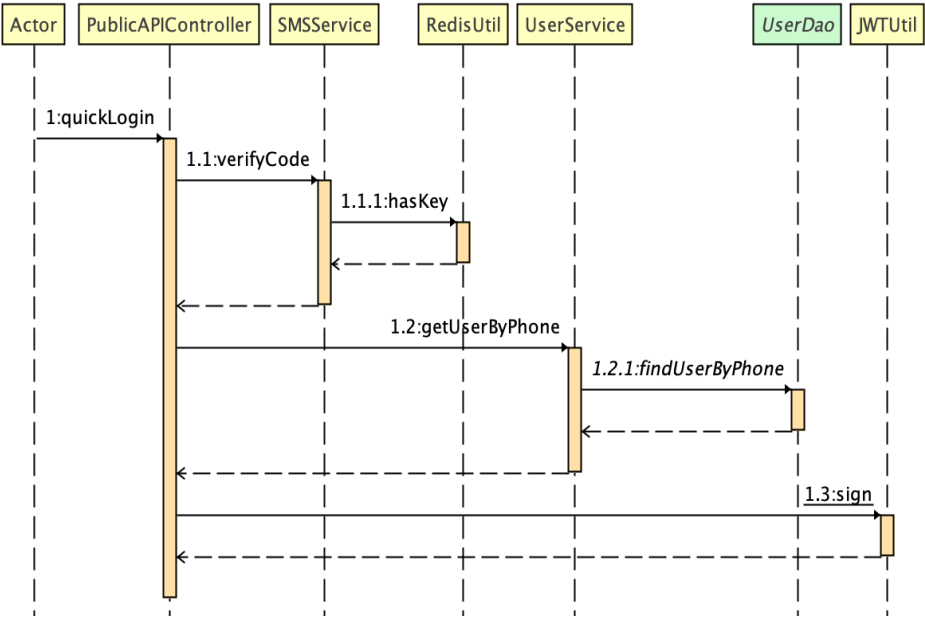 Actor
PublicAPIController
SMSService
RedisUtil
UserService
UserDao
JWTUtil
1:quickLogin
1.1:verifyCode
1.1.1:hasKey
1.2:getUserByPhone
1.2.1:findUserByPhone
1.3:sign